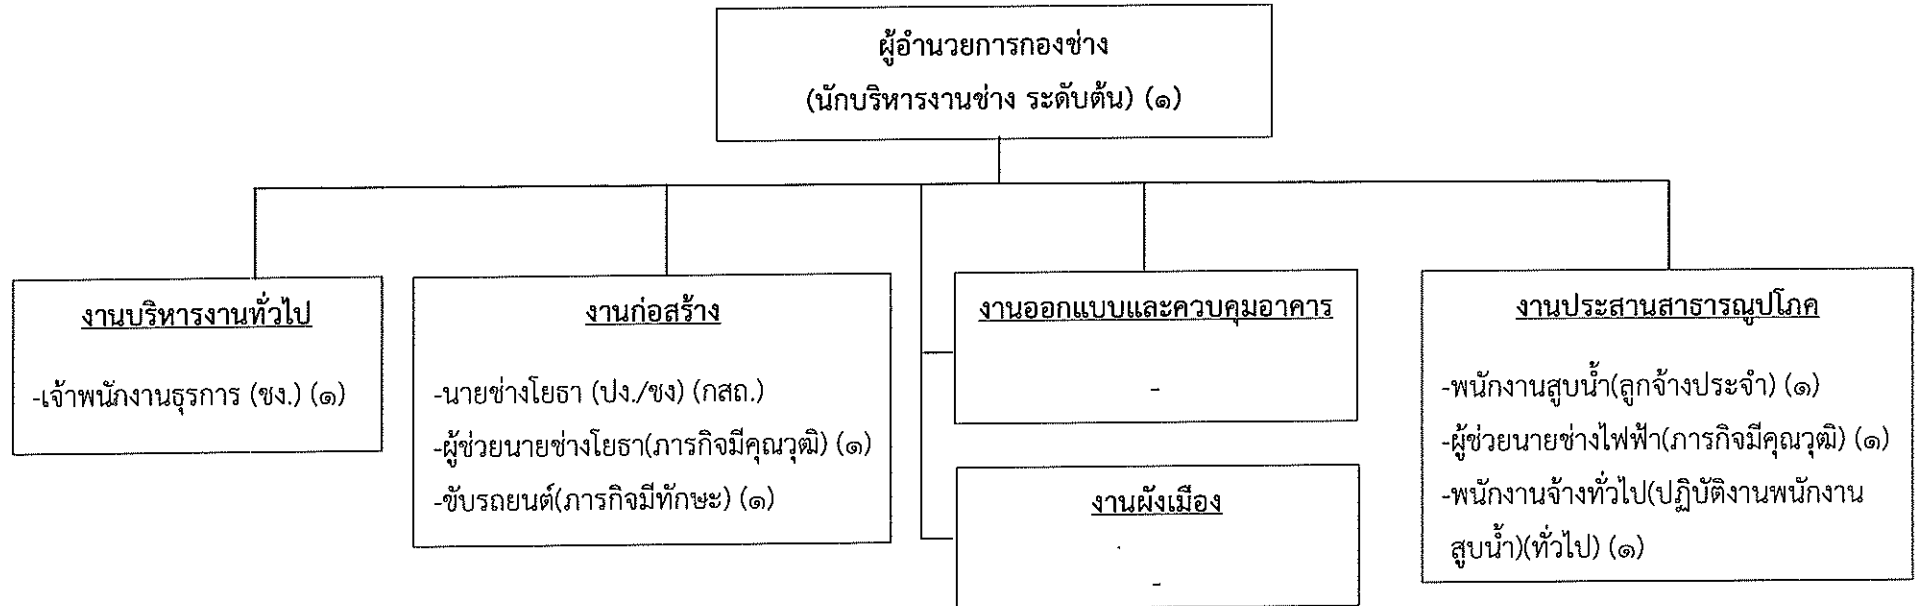 ผู้อำนวยการกองช่าง
(นักบริหารงานช่าง ระดับต้น) (๑)
งานบริหารงานทั่วไป
-เจ้าพนักงานธุรการ (ชง.) (๑)
งานก่อสร้าง
-นายช่างโยธา (ปง./ชง) (กสถ.)
-ผู้ช่วยนายช่างโยธา(ภารกิจมีคุณวุฒิ) (๑)
-ขับรถยนต์(ภารกิจมีทักษะ) (๑)
งานออกแบบและควบคุมอาคาร
-
งานผังเมือง
-
งานประสานสาธารณูปโภค
-พนักงานสูบน้ำ(ลูกจ้างประจำ) (๑)
-ผู้ช่วยนายช่างไฟฟ้า(ภารกิจมีคุณวุฒิ) (๑)
-พนักงานจ้างทั่วไป(ปฏิบัติงานพนักงาน
สูบน้ำ)(ทั่วไป) (๑)